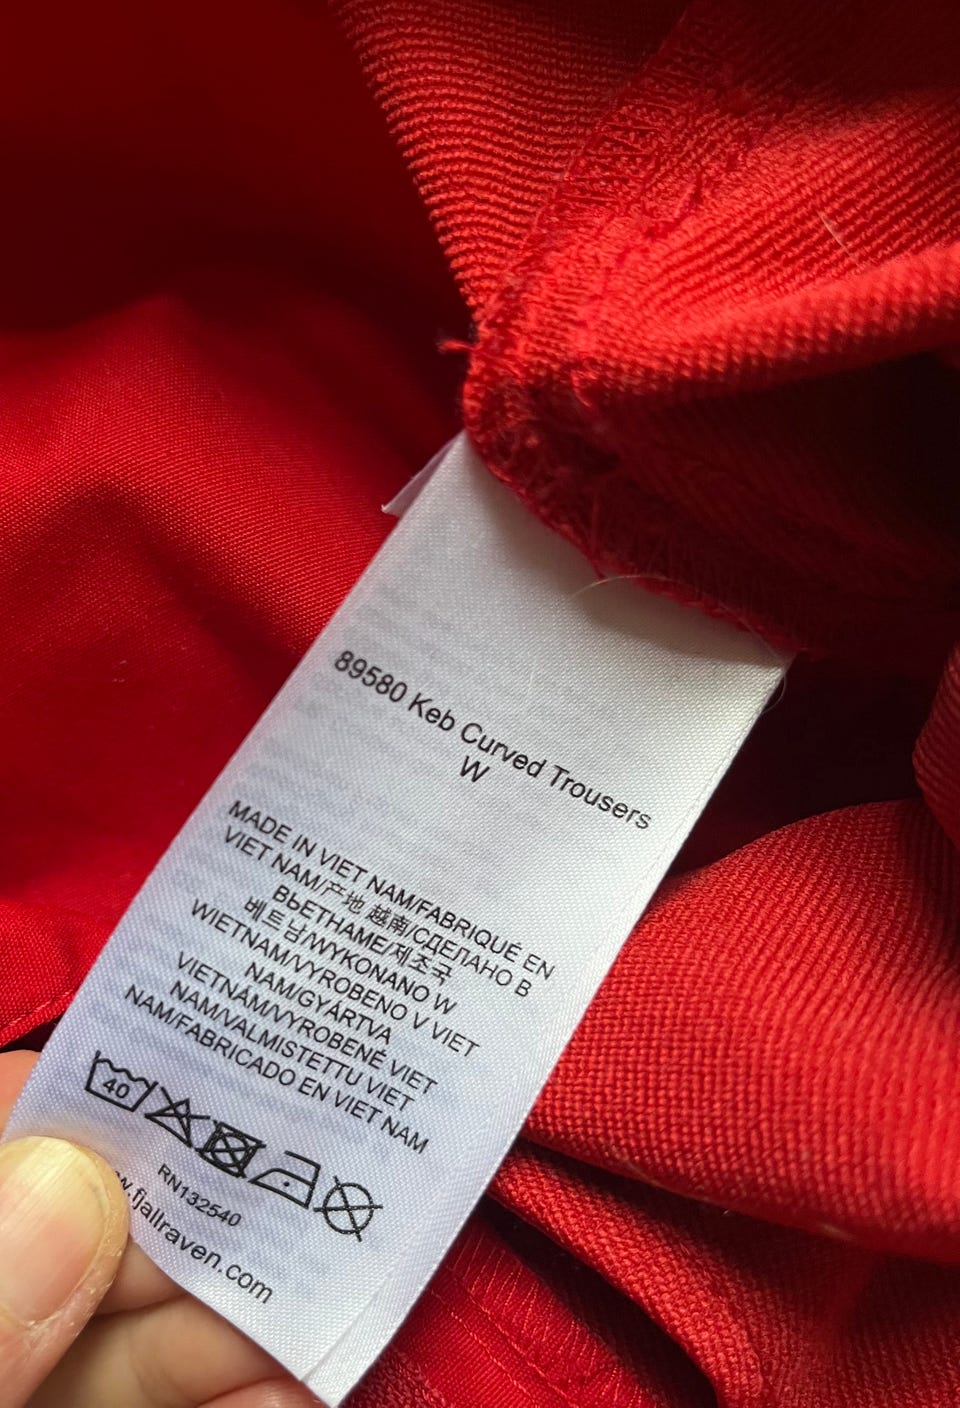 89580 Keb Curved Trousers
W
MADE IN VIET NAM/FABRIQUÉ EN
VIET NAM/产地 越南/СДЕЛАНО В
ВЬЕТНАМЕ/제조국
베트남/WYKONANO W
WIETNAM/VYROBENO V VIET
NAM/GYÁRTVA
VIETNÁM/VYROBENÉ VIET
NAM/VALMISTETTU VIET
NAM/FABRICADO EN VIET NAM
40
RN132540
w.fjallraven.com